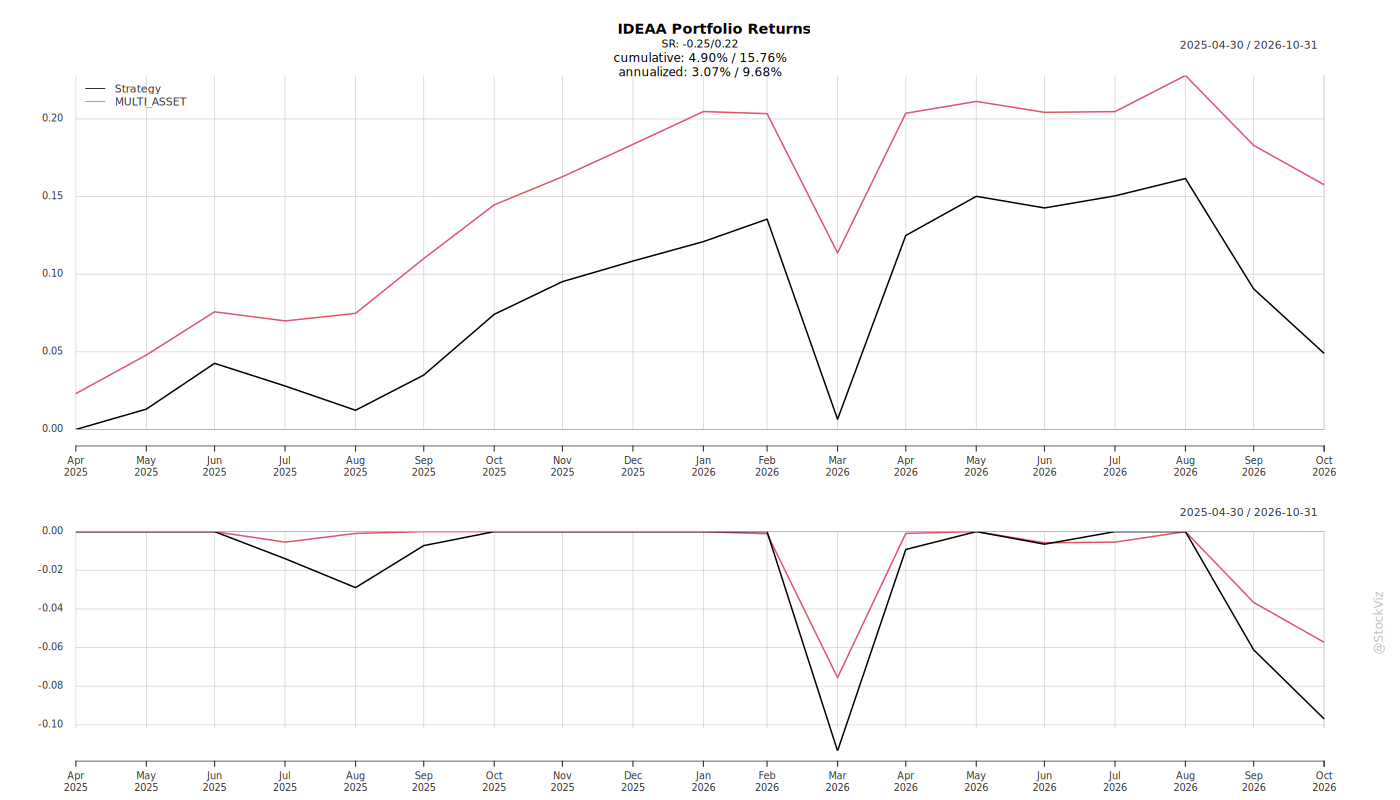 IDEAA Portfolio Returns
SR: -0.25/0.22
cumulative: 4.90% / 15.76%
annualized: 3.07% / 9.68%
2025-04-30 / 2026-10-31
Strategy
MULTI_ASSET
0.20
0.15
0.10
0.05
0.00
Apr May Jun Jul Aug Sep Oct Nov Dec Jan Feb Mar Apr May Jun Jul Aug Sep Oct
2025 2025 2025 2025 2025 2025 2025 2025 2025 2026 2026 2026 2026 2026 2026 2026 2026 2026 2026
2025-04-30 / 2026-10-31
0.00
-0.02
-0.04
-0.06
-0.08
-0.10
Apr May Jun Jul Aug Sep Oct Nov Dec Jan Feb Mar Apr May Jun Jul Aug Sep Oct
2025 2025 2025 2025 2025 2025 2025 2025 2025 2026 2026 2026 2026 2026 2026 2026 2026 2026 2026
@StockViz